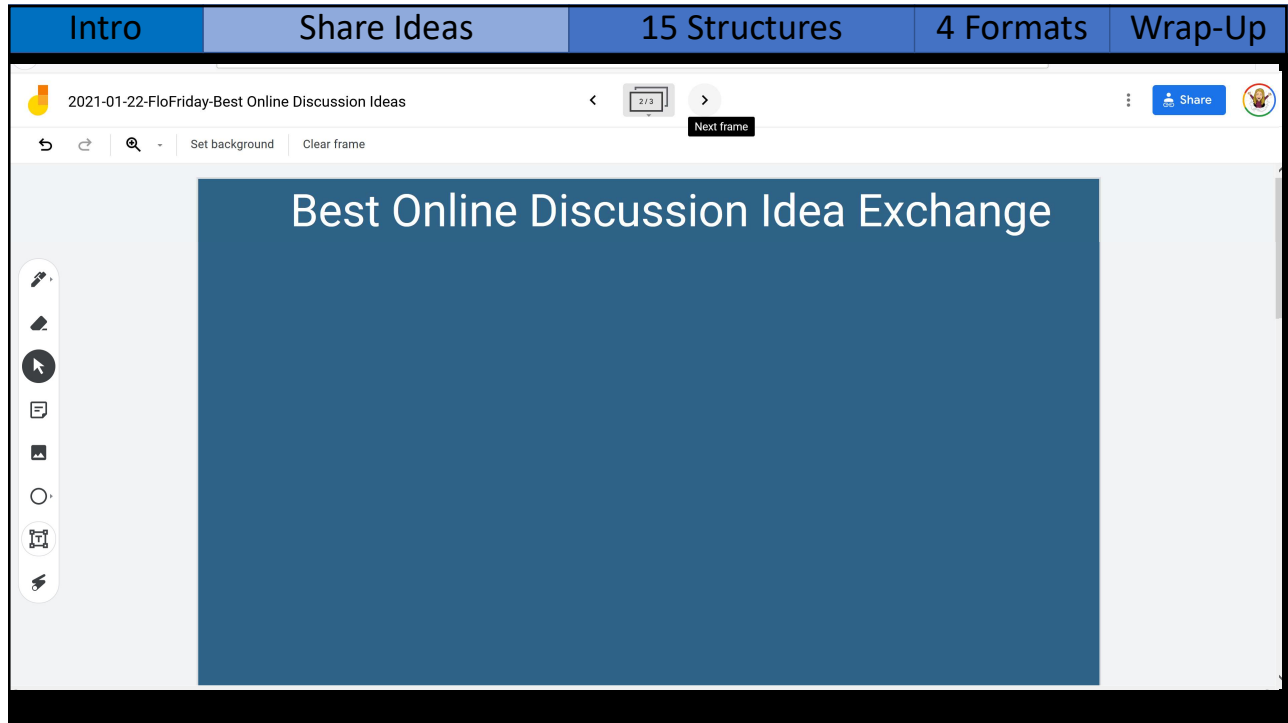 Intro Share Ideas 15 Structures 4 Formats Wrap-Up
2021-01-22-FloFriday-Best Online Discussion Ideas 2/3 Share
Next frame
Set background Clear frame
Best Online Discussion Idea Exchange
T